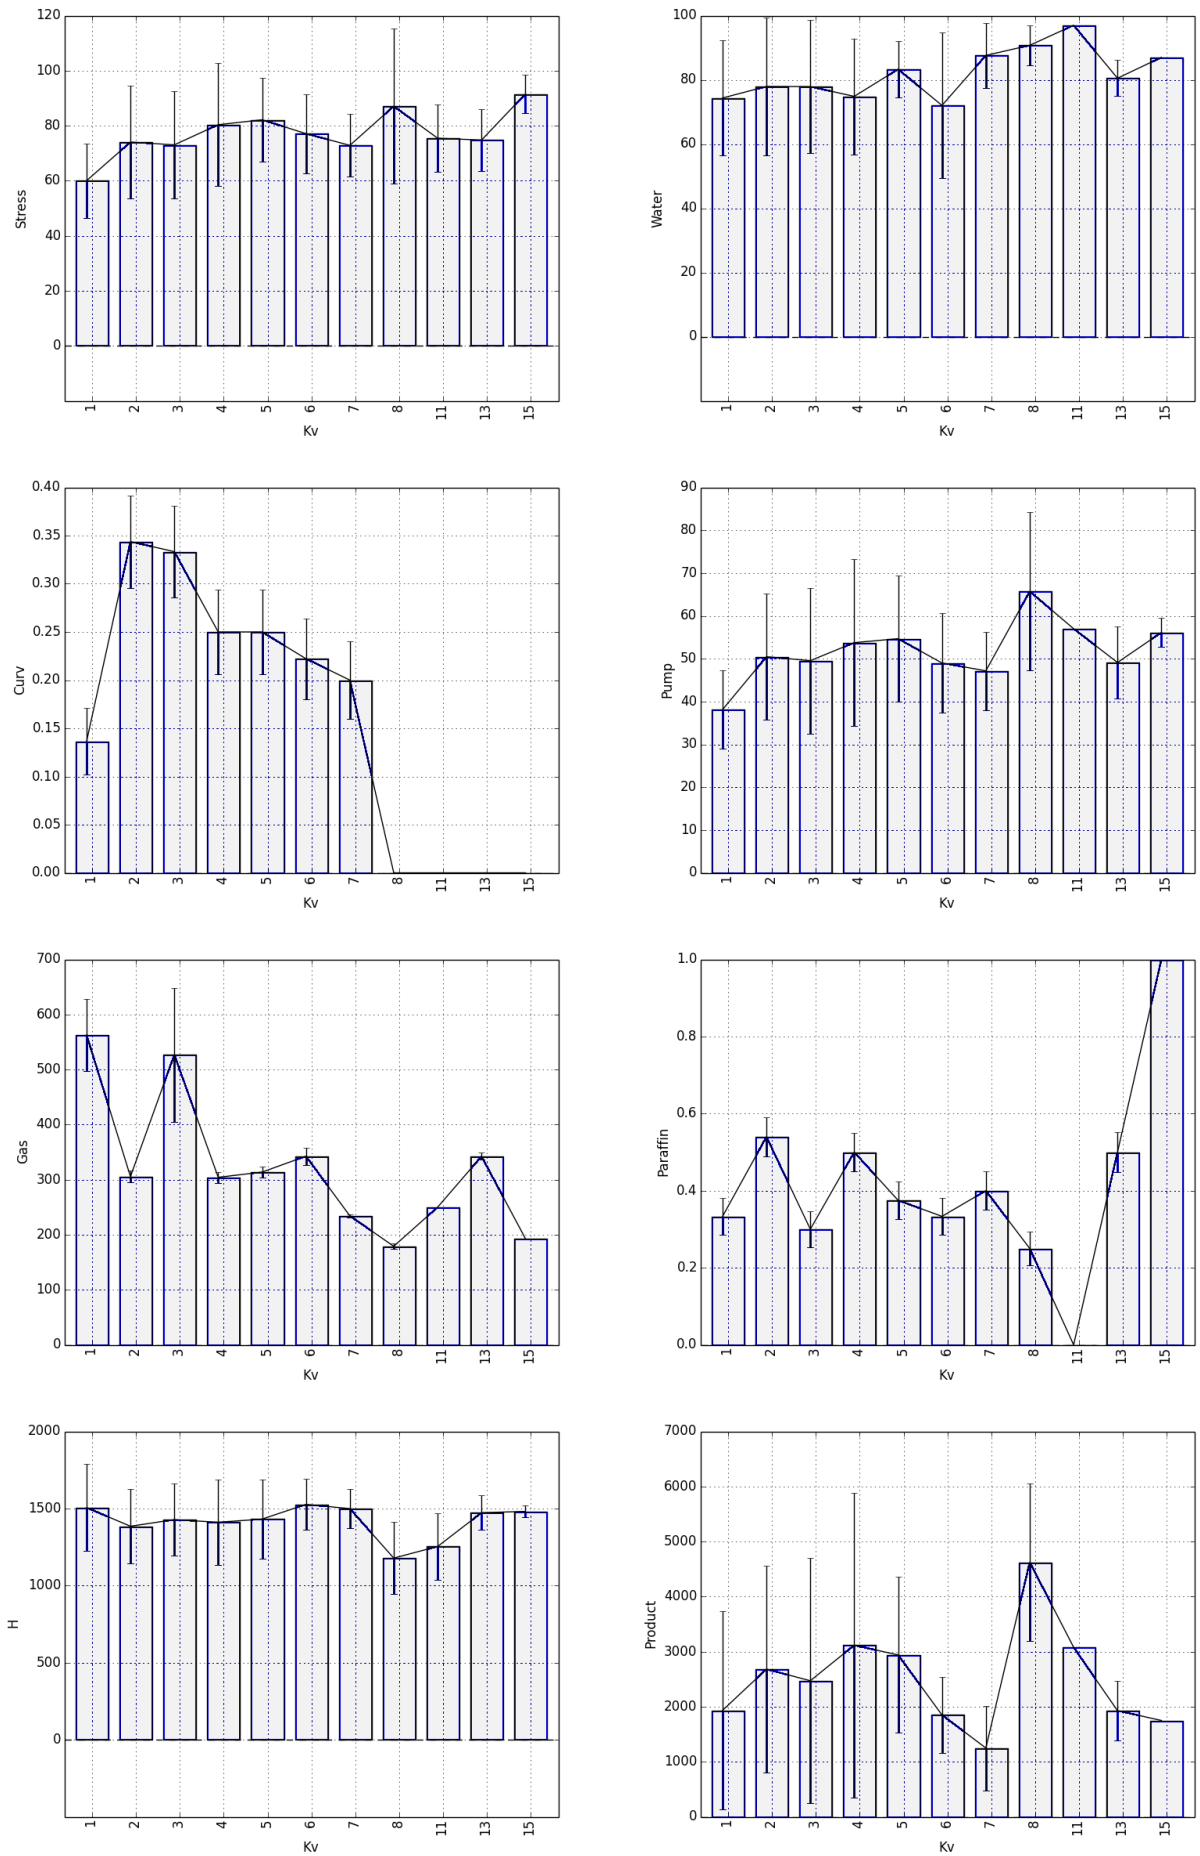 120
100
80
60
40
20
0
Stress
1 2 3 4 5 6 7 8 11 13 15
Kv
100
80
60
40
20
0
Water
1 2 3 4 5 6 7 8 11 13 15
Kv
0.40
0.35
0.30
0.25
0.20
0.15
0.10
0.05
0.00
Curv
1 2 3 4 5 6 7 8 11 13 15
Kv
90
80
70
60
50
40
30
20
10
0
Pump
1 2 3 4 5 6 7 8 11 13 15
Kv
700
600
500
400
300
200
100
0
Gas
1 2 3 4 5 6 7 8 11 13 15
Kv
1.0
0.8
0.6
0.4
0.2
0.0
Paraffin
1 2 3 4 5 6 7 8 11 13 15
Kv
2000
1500
1000
500
0
H
1 2 3 4 5 6 7 8 11 13 15
Kv
7000
6000
5000
4000
3000
2000
1000
0
Product
1 2 3 4 5 6 7 8 11 13 15
Kv